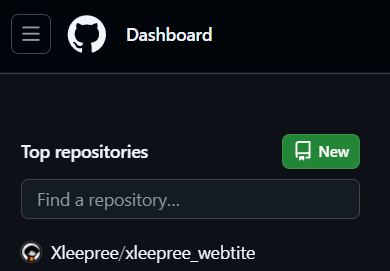 Dashboard
Top repositories
New
Find a repository...
Xleepree/xleepree_webtite